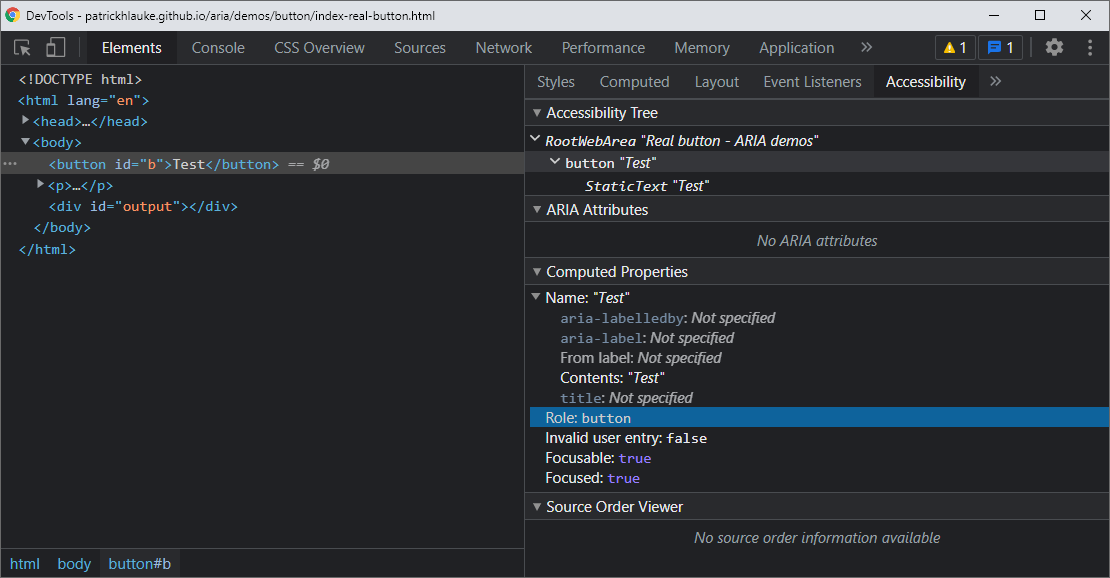 DevTools - patrickhlauke.github.io/aria/demos/button/index-real-button.html
Elements Console CSS Overview Sources Network Performance Memory Application » 1 1
<!DOCTYPE html>
<html lang="en">
<head>…</head>
<body>
<button id="b">Test</button> == $0
<p>…</p>
<div id="output"></div>
</body>
</html>
html body button#b
Styles Computed Layout Event Listeners Accessibility »
Accessibility Tree
RootWebArea "Real button - ARIA demos"
button "Test"
StaticText "Test"
ARIA Attributes
No ARIA attributes
Computed Properties
Name: "Test"
aria-labelledby: Not specified
aria-label: Not specified
From label: Not specified
Contents: "Test"
title: Not specified
Role: button
Invalid user entry: false
Focusable: true
Focused: true
Source Order Viewer
No source order information available